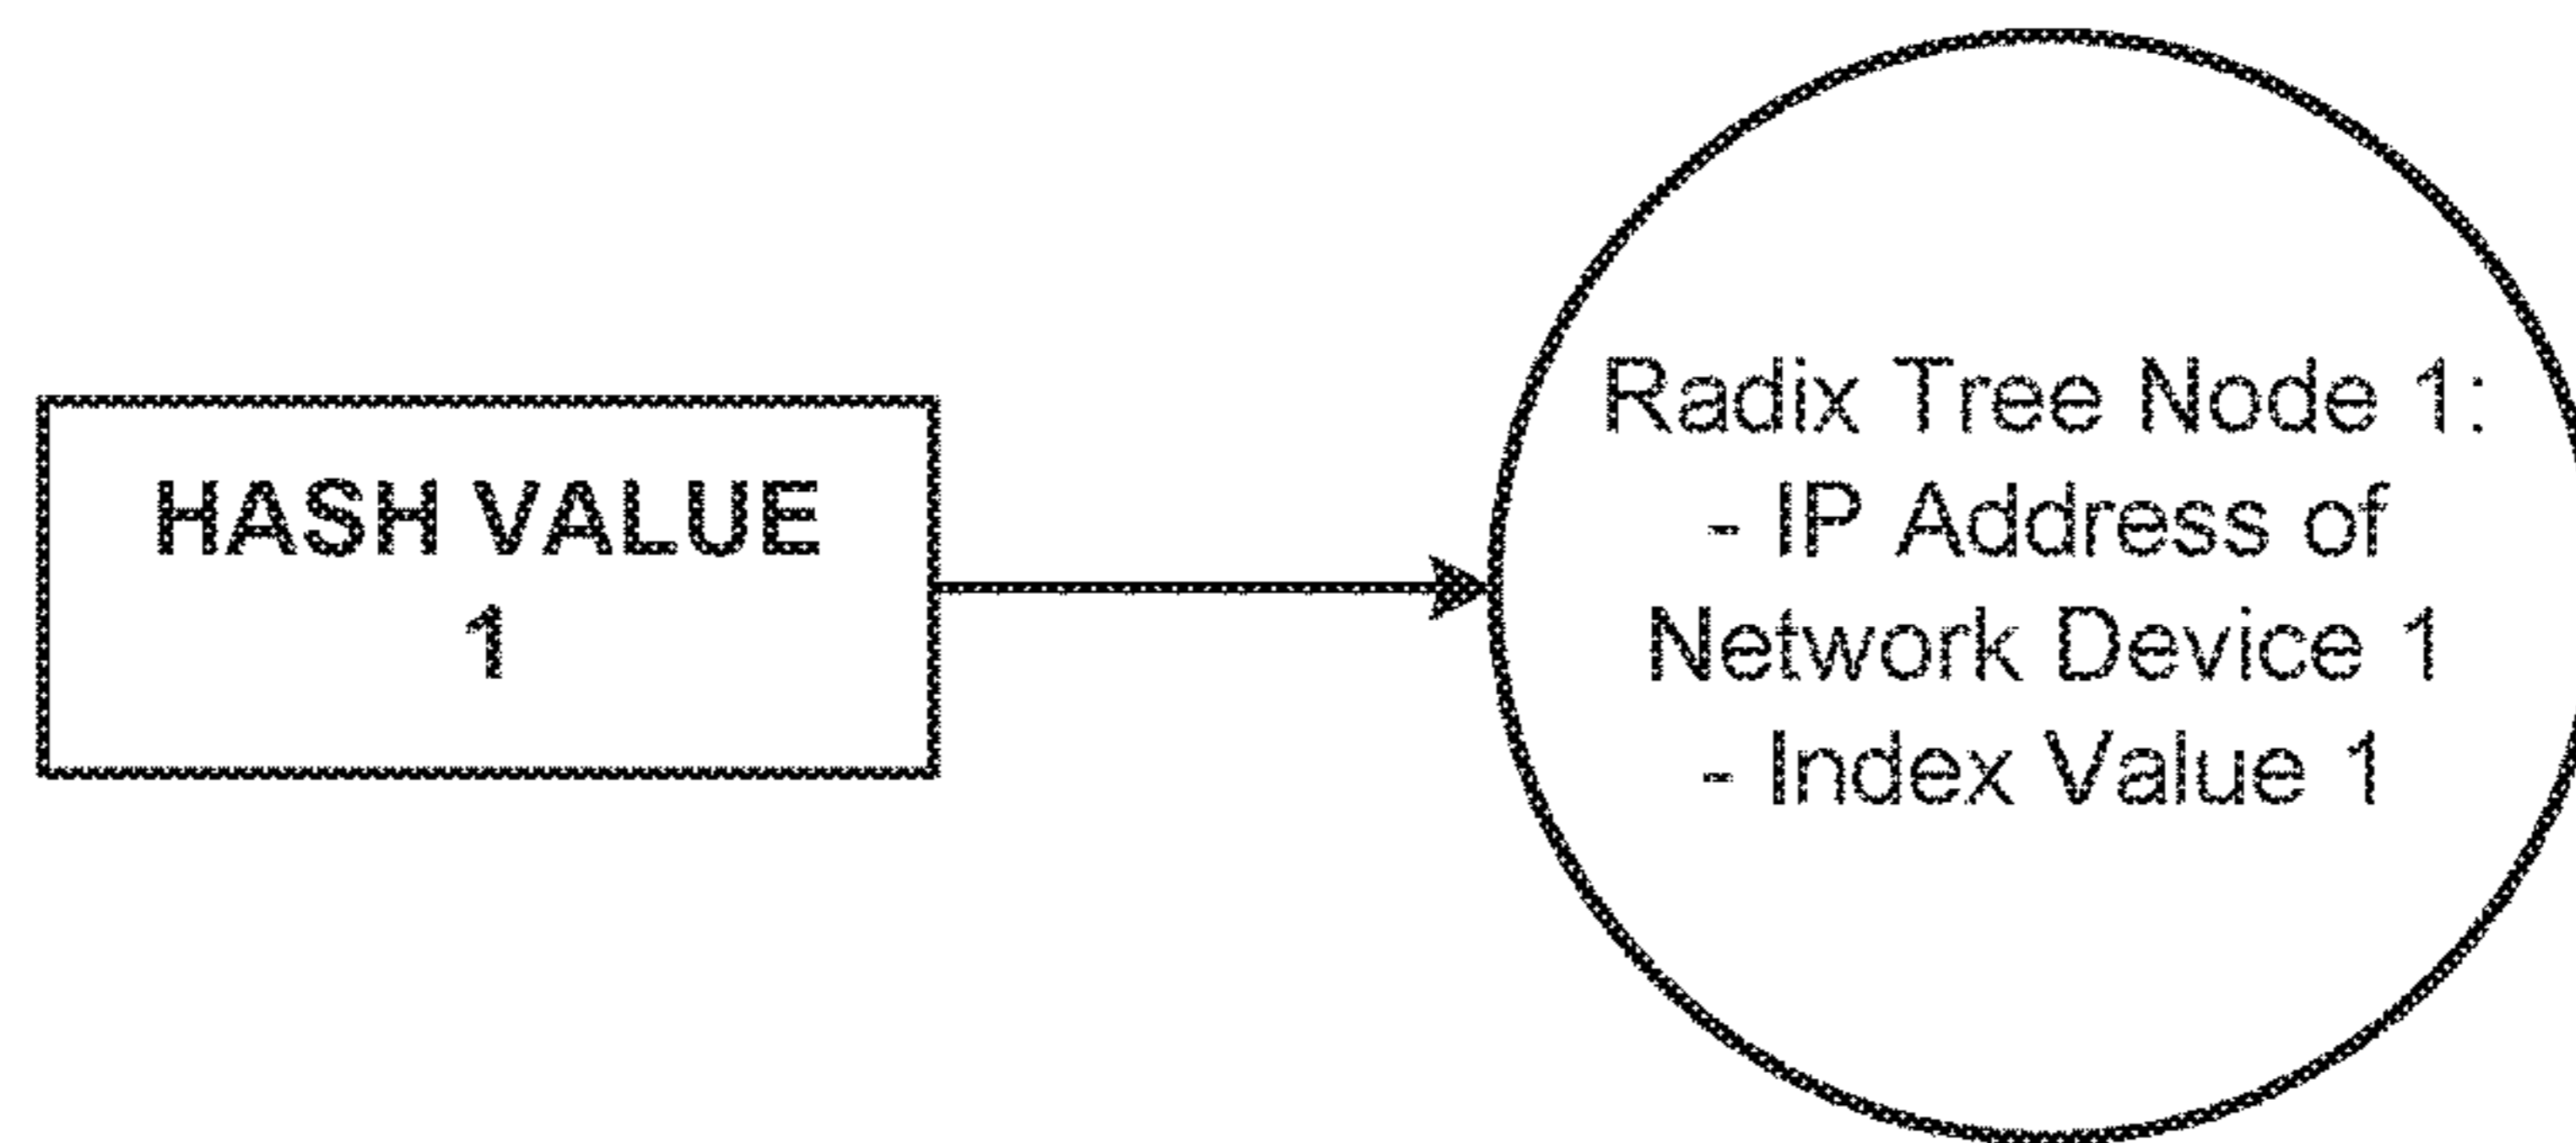 HASH VALUE
1
Radix Tree Node 1:
- IP Address of
Network Device 1
- Index Value 1